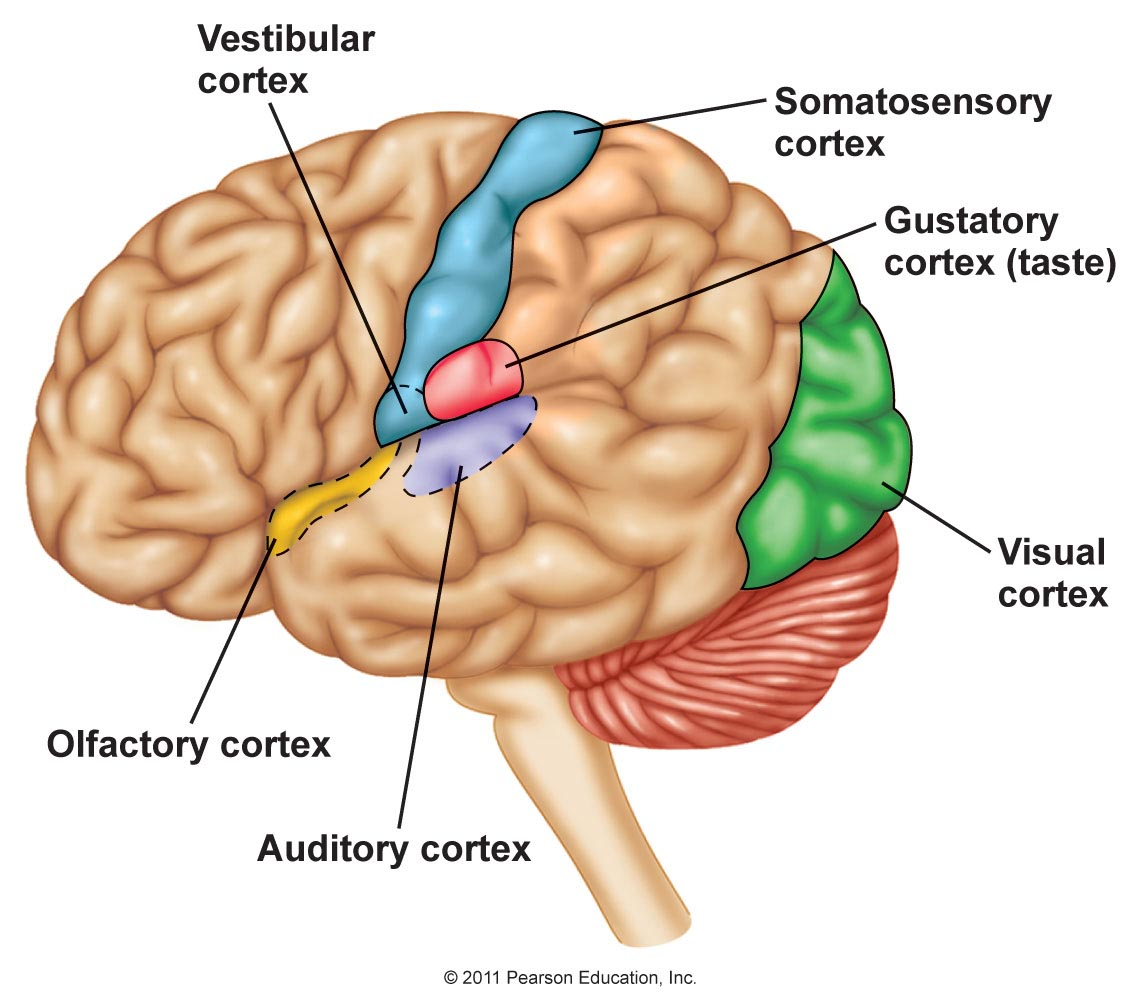 Vestibular
cortex
Somatosensory
cortex
Gustatory
cortex (taste)
Visual
cortex
Olfactory cortex
Auditory cortex
© 2011 Pearson Education, Inc.